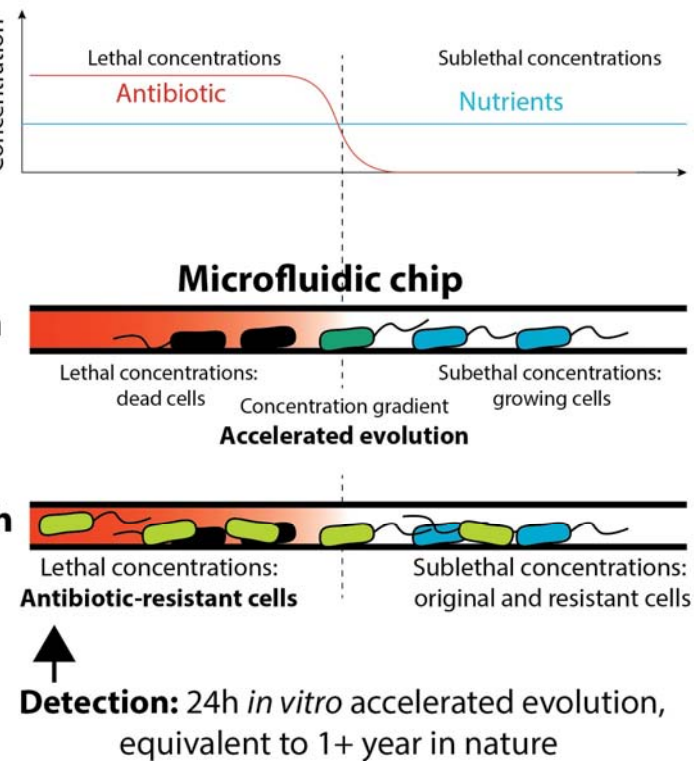 Lethal concentrations
Sublethal concentrations
Antibiotic
Nutrients
Microfluidic chip
Lethal concentrations:
dead cells
Subethal concentrations:
growing cells
Concentration gradient
Accelerated evolution
h
Lethal concentrations:
Antibiotic-resistant cells
Sublethal concentrations:
original and resistant cells
Detection: 24h in vitro accelerated evolution,
equivalent to 1+ year in nature